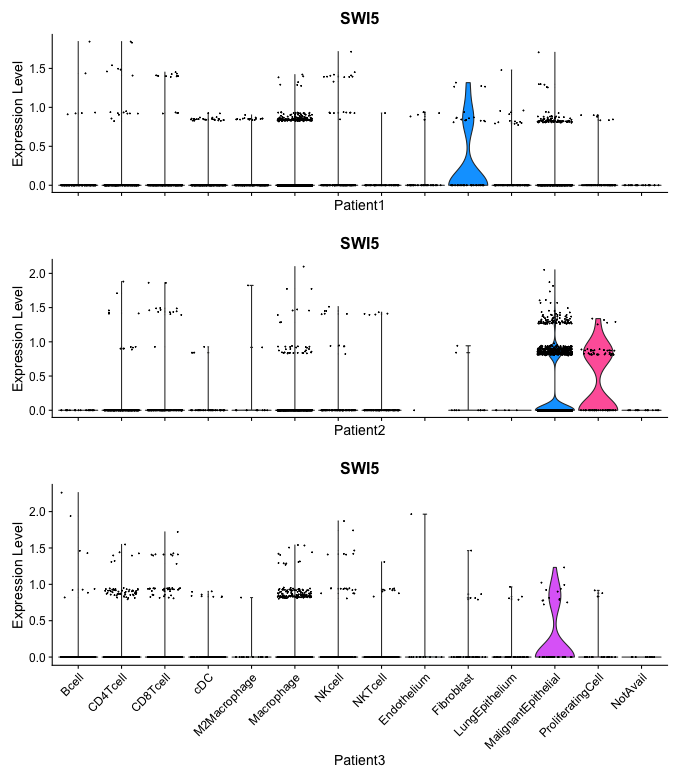 SWI5
Expression Level
1.5
1.0
0.5
0.0
Patient1
SWI5
Expression Level
2.0
1.5
1.0
0.5
0.0
Patient2
SWI5
Expression Level
2.0
1.5
1.0
0.5
0.0
Bcell
CD4Tcell
CD8Tcell
cDC
M2Macrophage
Macrophage
NKcell
NKTcell
Endothelium
Fibroblast
LungEpithelium
MalignantEpithelial
ProliferatingCell
NotAvail
Patient3